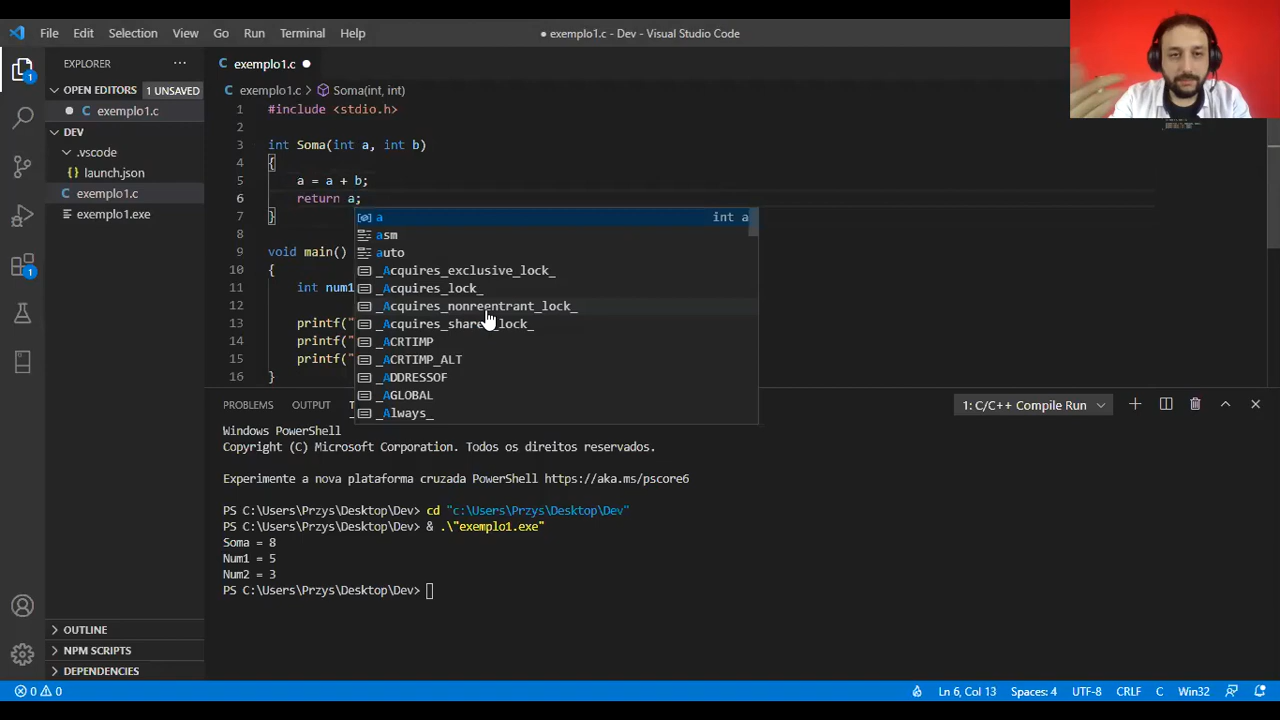 File Edit Selection View Go Run Terminal Help
● exemplo1.c - Dev - Visual Studio Code
EXPLORER ...
OPEN EDITORS 1 UNSAVED
● C exemplo1.c
DEV
.vscode
{} launch.json
C exemplo1.c
exemplo1.exe
OUTLINE
NPM SCRIPTS
DEPENDENCIES
1
1
C exemplo1.c ●
C exemplo1.c > Soma(int, int)
1 #include <stdio.h>
2
3 int Soma(int a, int b)
4 {
5 a = a + b;
6 return a;
7 }
8
9 void main()
10 {
11 int num1
12
13 printf("
14 printf("
15 printf("
16 }
a int a
asm
auto
_Acquires_exclusive_lock_
_Acquires_lock_
_Acquires_nonreentrant_lock_
_Acquires_shared_lock_
_ACRTIMP
_ACRTIMP_ALT
_ADDRESSOF
_AGLOBAL
_Always_
PROBLEMS OUTPUT
1: C/C++ Compile Run
Windows PowerShell
Copyright (C) Microsoft Corporation. Todos os direitos reservados.
Experimente a nova plataforma cruzada PowerShell https://aka.ms/pscore6
PS C:\Users\Przys\Desktop\Dev> cd "c:\Users\Przys\Desktop\Dev"
PS C:\Users\Przys\Desktop\Dev> & .\"exemplo1.exe"
Soma = 8
Num1 = 5
Num2 = 3
PS C:\Users\Przys\Desktop\Dev>
0 0
Ln 6, Col 13 Spaces: 4 UTF-8 CRLF C Win32